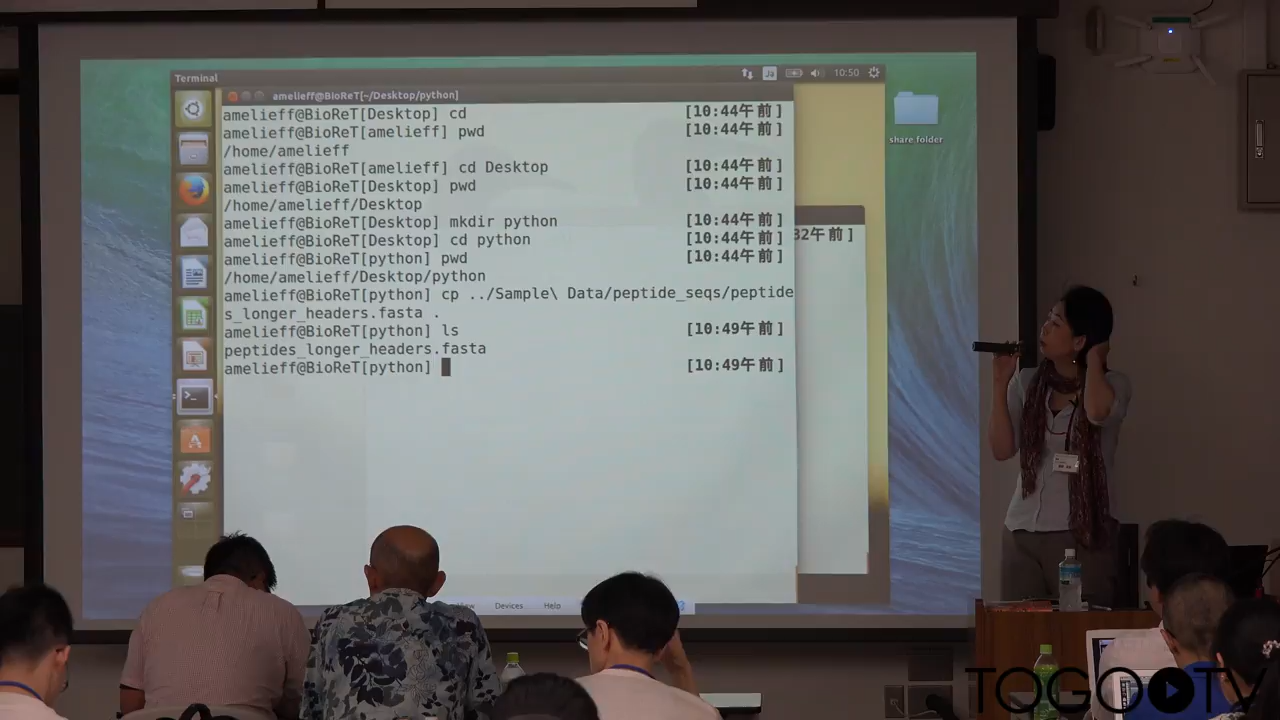 Terminal
Ja
10:50
amelieff@BioReT[~/Desktop/python]
amelieff@BioReT[Desktop] cd [10:44午前]
amelieff@BioReT[amelieff] pwd [10:44午前]
/home/amelieff
amelieff@BioReT[amelieff] cd Desktop [10:44午前]
amelieff@BioReT[Desktop] pwd [10:44午前]
/home/amelieff/Desktop
amelieff@BioReT[Desktop] mkdir python [10:44午前]
amelieff@BioReT[Desktop] cd python [10:44午前]
amelieff@BioReT[python] pwd [10:44午前]
/home/amelieff/Desktop/python
amelieff@BioReT[python] cp ../Sample\ Data/peptide_seqs/peptide
s_longer_headers.fasta .
amelieff@BioReT[python] ls [10:49午前]
peptides_longer_headers.fasta
amelieff@BioReT[python] [10:49午前]
32午前]
share folder
Devices
Help
TOGOTV